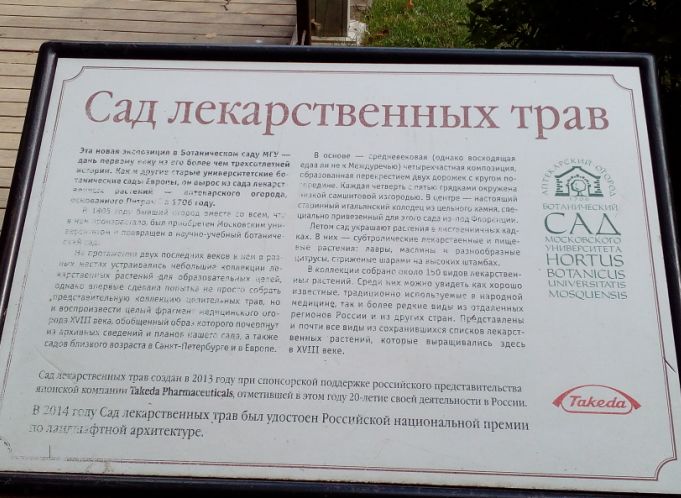 Сад лекарственных трав
Эта новая экспозиция в Ботаническом саду МГУ —
дань первому веку из его более чем трехсотлетней
истории. Как и другие старые университетские бо-
танические сады Европы, он вырос из сада лекарст-
венных растений — аптекарского огорода,
основанного Петром I в 1706 году.
В 1805 году бывший огород вместе со всем, что
в нем произрастало, был приобретен Московским уни-
верситетом и превращен в научно-учебный ботаниче-
ский сад.
На протяжении двух последних веков в нем в раз-
ных местах устраивались небольшие коллекции ле-
карственных растений для образовательных целей,
однако впервые сделана попытка не просто собрать
представительную коллекцию целительных трав, но
и воспроизвести целый фрагмент медицинского ого-
рода XVIII века, обобщенный образ которого почерпнут
из архивных сведений и планов нашего сада, а также
садов близкого возраста в Санкт-Петербурге и в Европе.
В основе — средневековая (однако восходящая
едва ли не к Междуречью) четырехчастная композиция,
образованная перекрестием двух дорожек с кругом по-
середине. Каждая четверть с пятью грядками окружена
низкой самшитовой изгородью. В центре — настоящий
старинный итальянский колодец из цельного камня, спе-
циально привезенный для этого сада из-под Флоренции.
Летом сад украшают растения в лиственничных кад-
ках. В них — субтропические лекарственные и пище-
вые растения: лавры, маслины и разнообразные
цитрусы, стриженые шарами на высоких штамбах.
В коллекции собрано около 150 видов лекарствен-
ных растений. Среди них можно увидеть как хорошо
известные, традиционно используемые в народной
медицине, так и более редкие виды из отдаленных
регионов России и из других стран. Представлены
и почти все виды из сохранившихся списков лекарст-
венных растений, которые выращивались здесь
в XVIII веке.
АПТЕКАРСКИЙ ОГОРОД
1706
БОТАНИЧЕСКИЙ
САД
МОСКОВСКОГО
УНИВЕРСИТЕТА
HORTUS
BOTANICUS
UNIVERSITATIS
MOSQUENSIS
Сад лекарственных трав создан в 2013 году при спонсорской поддержке российского представительства
японской компании Takeda Pharmaceuticals, отметившей в этом году 20-летие своей деятельности в России.
Takeda
В 2014 году Сад лекарственных трав был удостоен Российской национальной премии
по ландшафтной архитектуре.